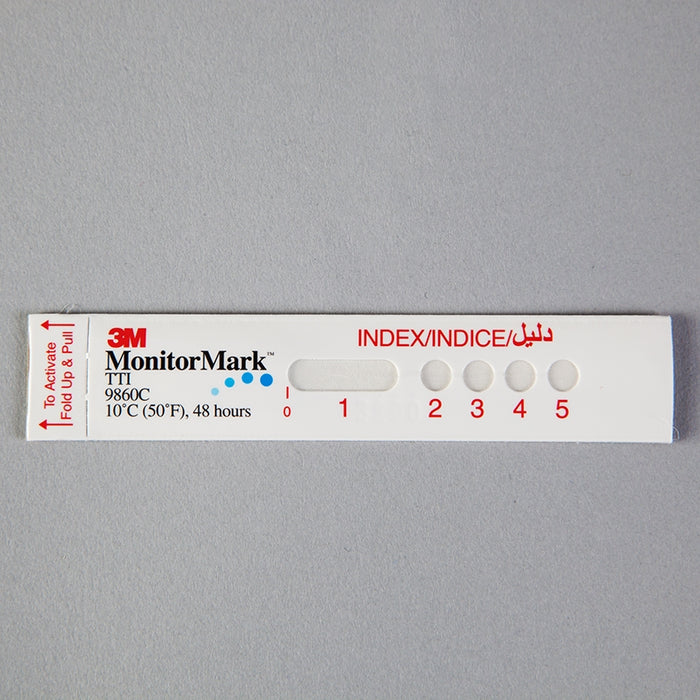 To Activate
Fold Up & Pull
3M
MonitorMark™
TTI
9860C
10˚C (50˚F), 48 hours
INDEX/INDICE/دليل
0 1 2 3 4 5